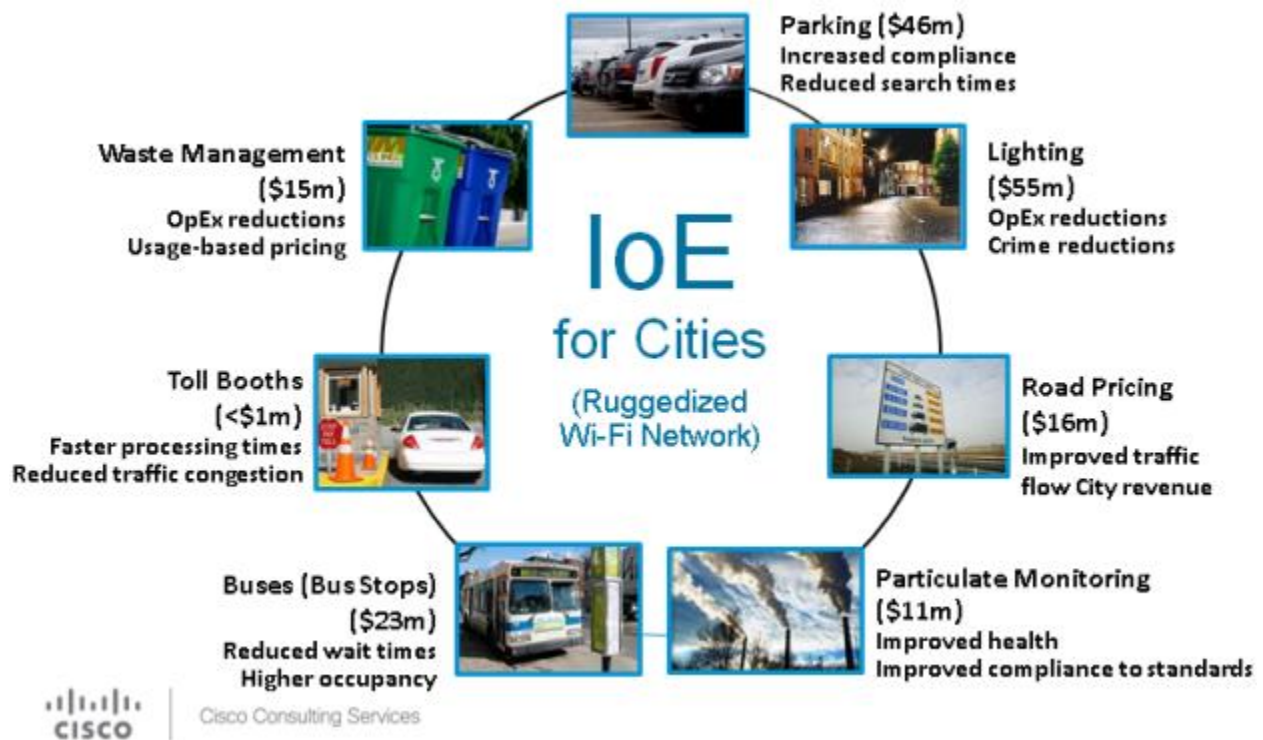 Parking ($46m)
Increased compliance
Reduced search times
Waste Management
($15m)
OpEx reductions
Usage-based pricing
Lighting
($55m)
OpEx reductions
Crime reductions
IoE
for Cities
(Ruggedized
Wi-Fi Network)
Toll Booths
(<$1m)
Faster processing times
Reduced traffic congestion
Road Pricing
($16m)
Improved traffic
flow City revenue
Buses (Bus Stops)
($23m)
Reduced wait times
Higher occupancy
Particulate Monitoring
($11m)
Improved health
Improved compliance to standards
CISCO
Cisco Consulting Services